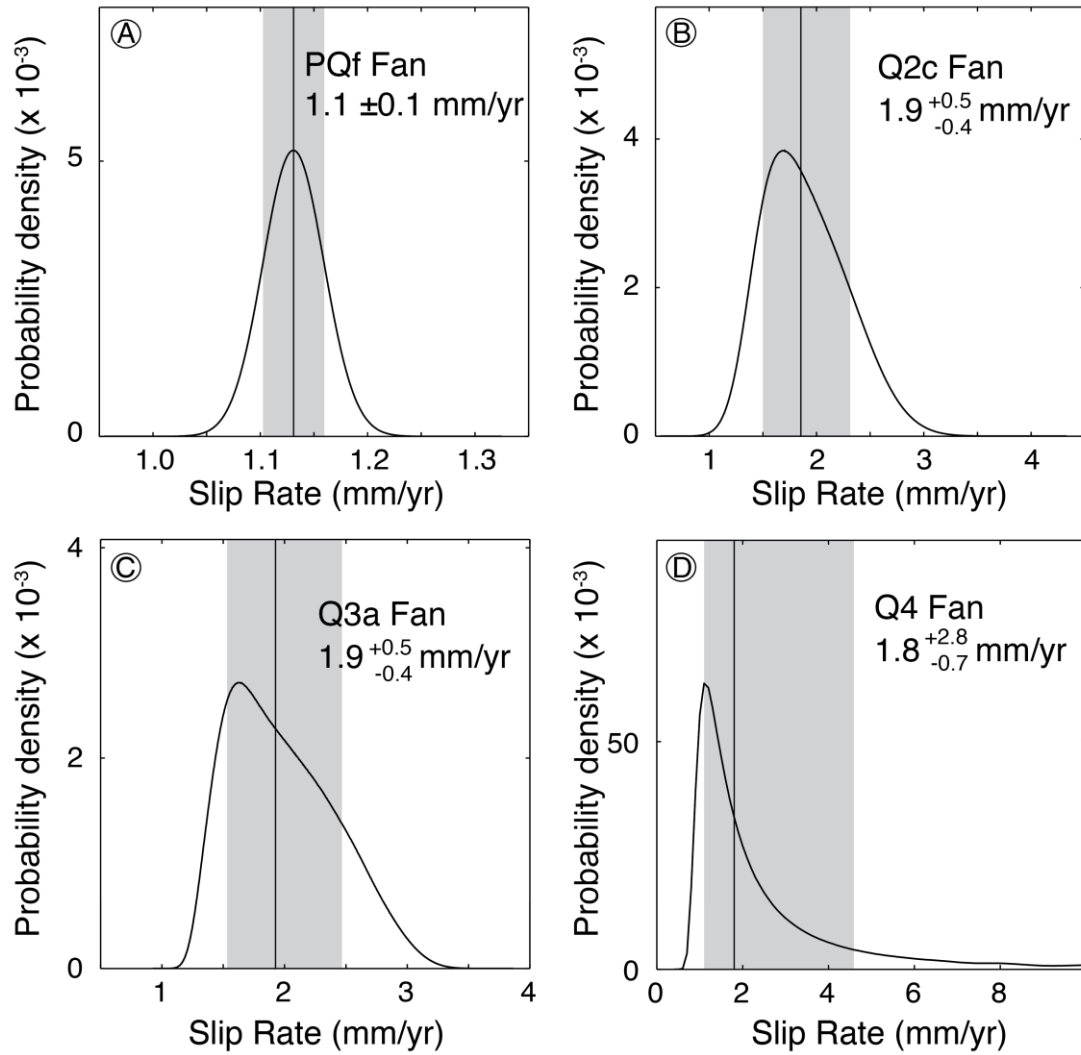 A
PQf Fan
1.1 ±0.1 mm/yr
Probability density (x 10⁻³)
5
0
1.0 1.1 1.2 1.3
Slip Rate (mm/yr)
B
Q2c Fan
1.9 +0.5 -0.4 mm/yr
Probability density (x 10⁻³)
4
2
0
1 2 3 4
Slip Rate (mm/yr)
C
Q3a Fan
1.9 +0.5 -0.4 mm/yr
Probability density (x 10⁻³)
4
2
0
1 2 3 4
Slip Rate (mm/yr)
D
Q4 Fan
1.8 +2.8 -0.7 mm/yr
Probability density (x 10⁻³)
50
0
0 2 4 6 8
Slip Rate (mm/yr)